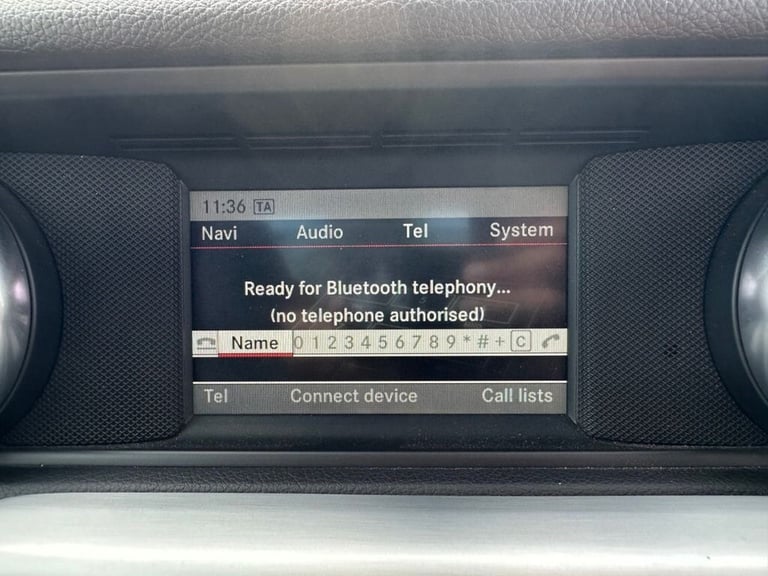 11:36 TA
Navi Audio Tel System
Ready for Bluetooth telephony...
(no telephone authorised)
Name 0 1 2 3 4 5 6 7 8 9 * # + C
Tel Connect device Call lists